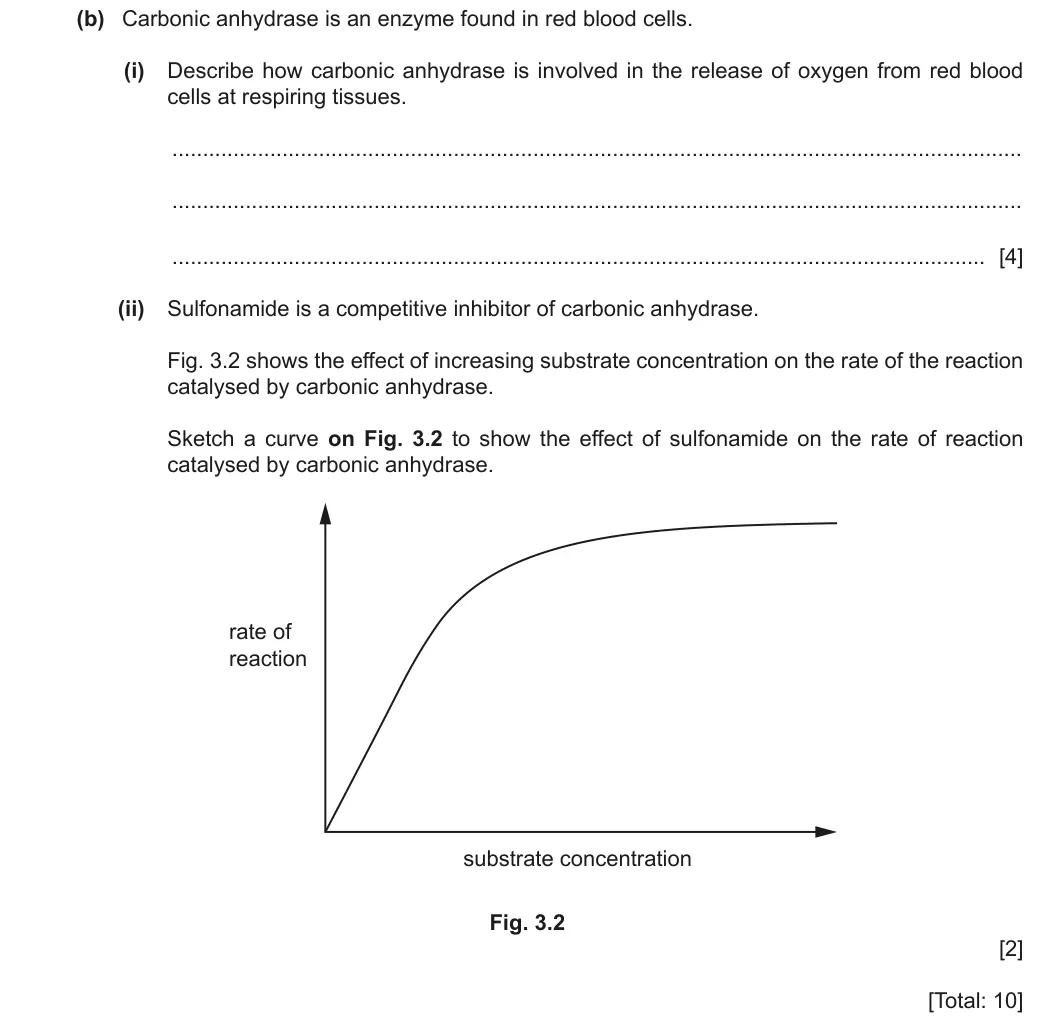 (b) Carbonic anhydrase is an enzyme found in red blood cells.
(i) Describe how carbonic anhydrase is involved in the release of oxygen from red blood
cells at respiring tissues.
..........................................................................................................................................
..........................................................................................................................................
.................................................................................................................................... [4]
(ii) Sulfonamide is a competitive inhibitor of carbonic anhydrase.
Fig. 3.2 shows the effect of increasing substrate concentration on the rate of the reaction
catalysed by carbonic anhydrase.
Sketch a curve on Fig. 3.2 to show the effect of sulfonamide on the rate of reaction
catalysed by carbonic anhydrase.
rate of
reaction
substrate concentration
Fig. 3.2
[2]
[Total: 10]